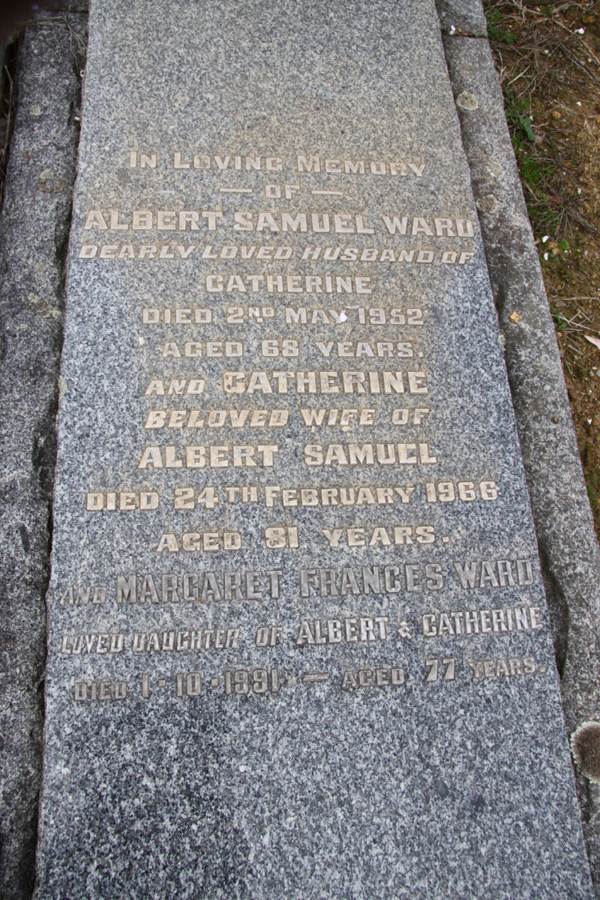 IN LOVING MEMORY
— OF —
ALBERT SAMUEL WARD
DEARLY LOVED HUSBAND OF
CATHERINE
DIED 2ND MAY 1952
AGED 68 YEARS.
AND CATHERINE
BELOVED WIFE OF
ALBERT SAMUEL
DIED 24TH FEBRUARY 1966
AGED 81 YEARS.
AND MARGARET FRANCES WARD
LOVED DAUGHTER OF ALBERT & CATHERINE
DIED 1·10·1991 — AGED 77 YEARS.